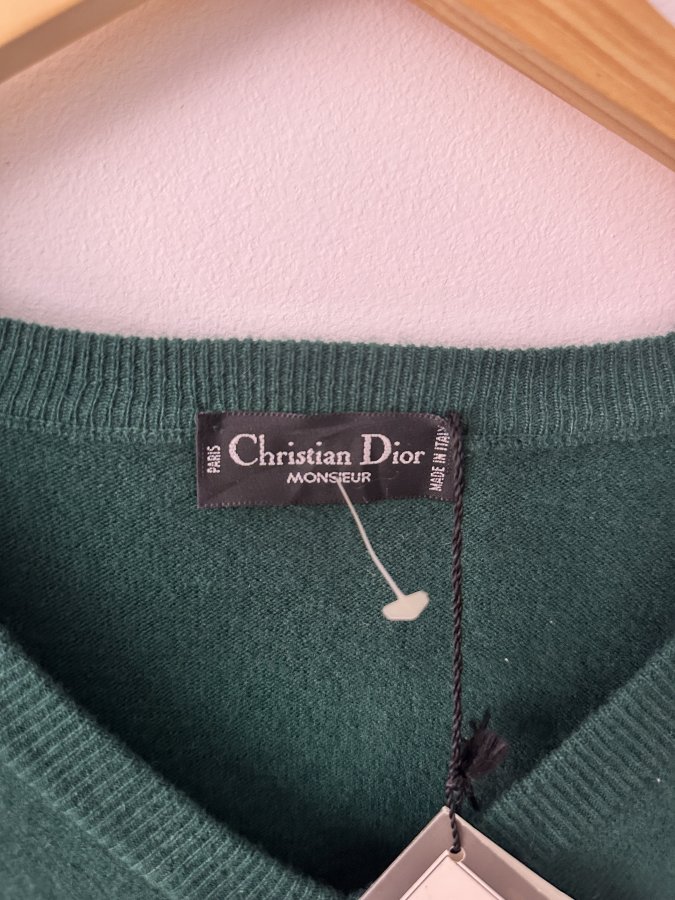 PARIS
Christian Dior
MONSIEUR
MADE IN ITALY